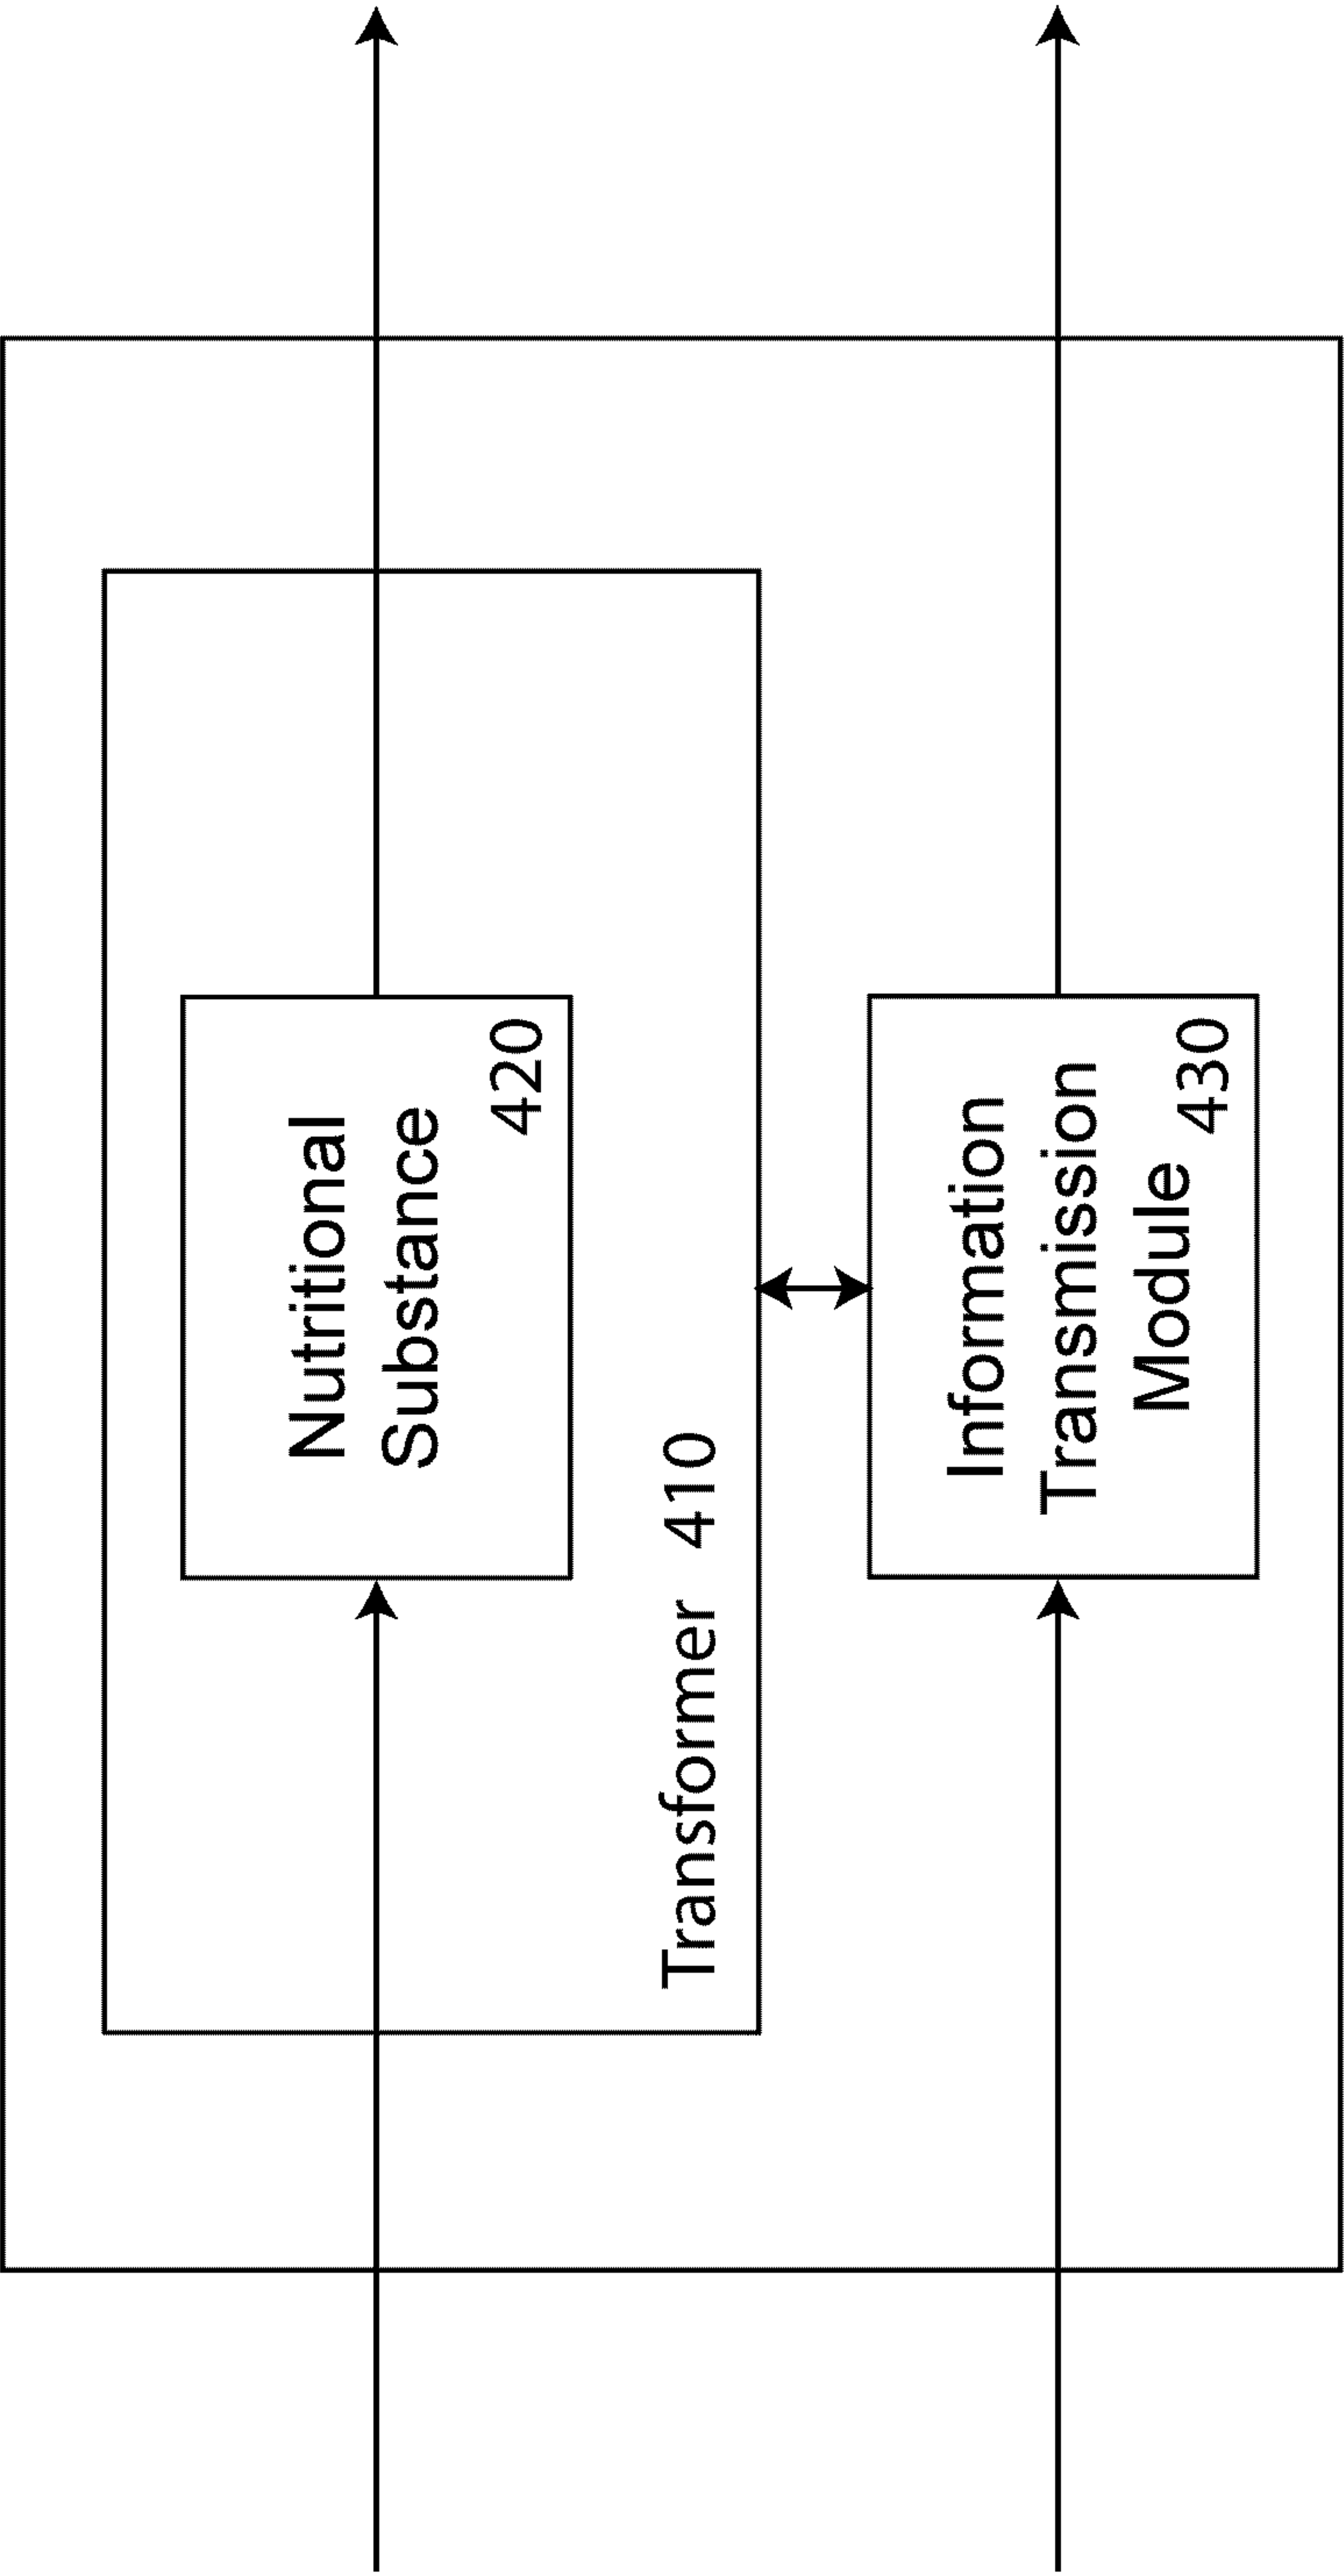 Nutritional
Substance
420
Transformer 410
Information
Transmission
Module
430